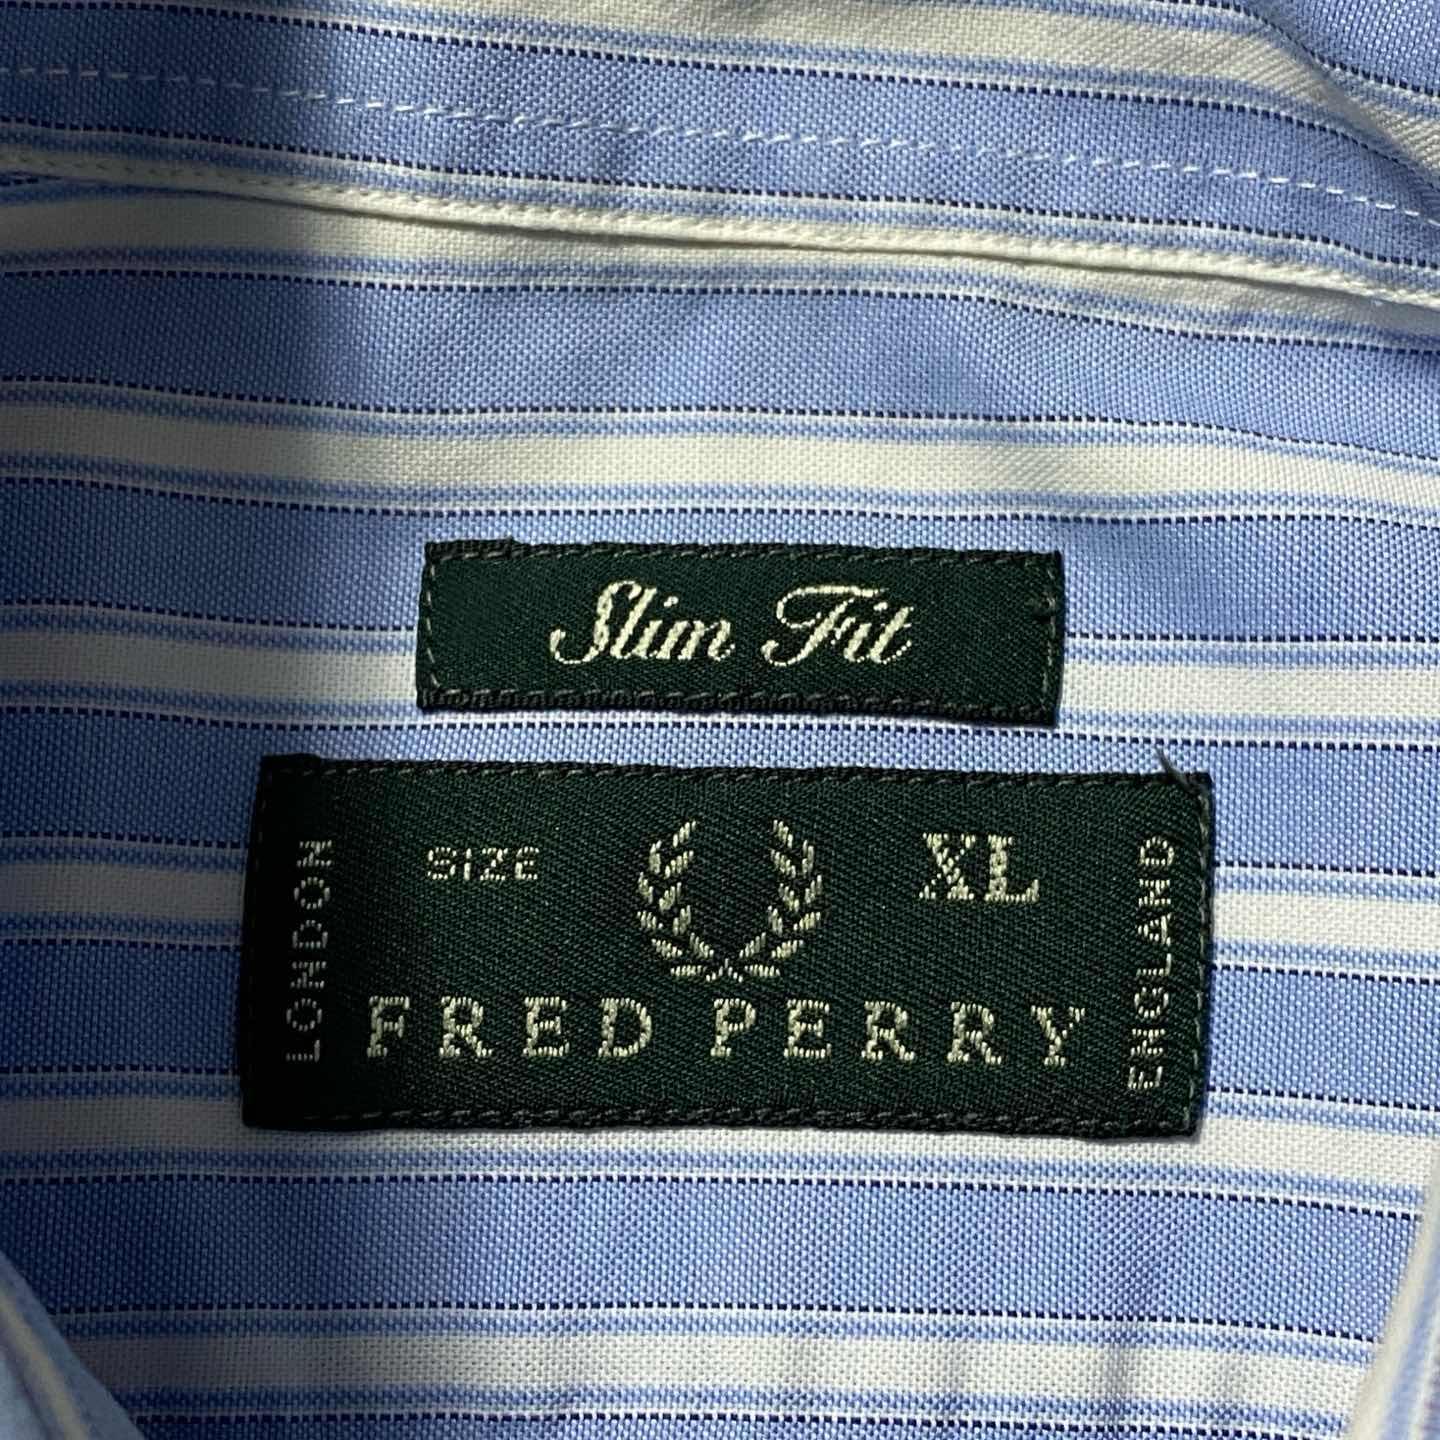 Slim Fit
SIZE XL
LONDON
FRED PERRY
ENGLAND